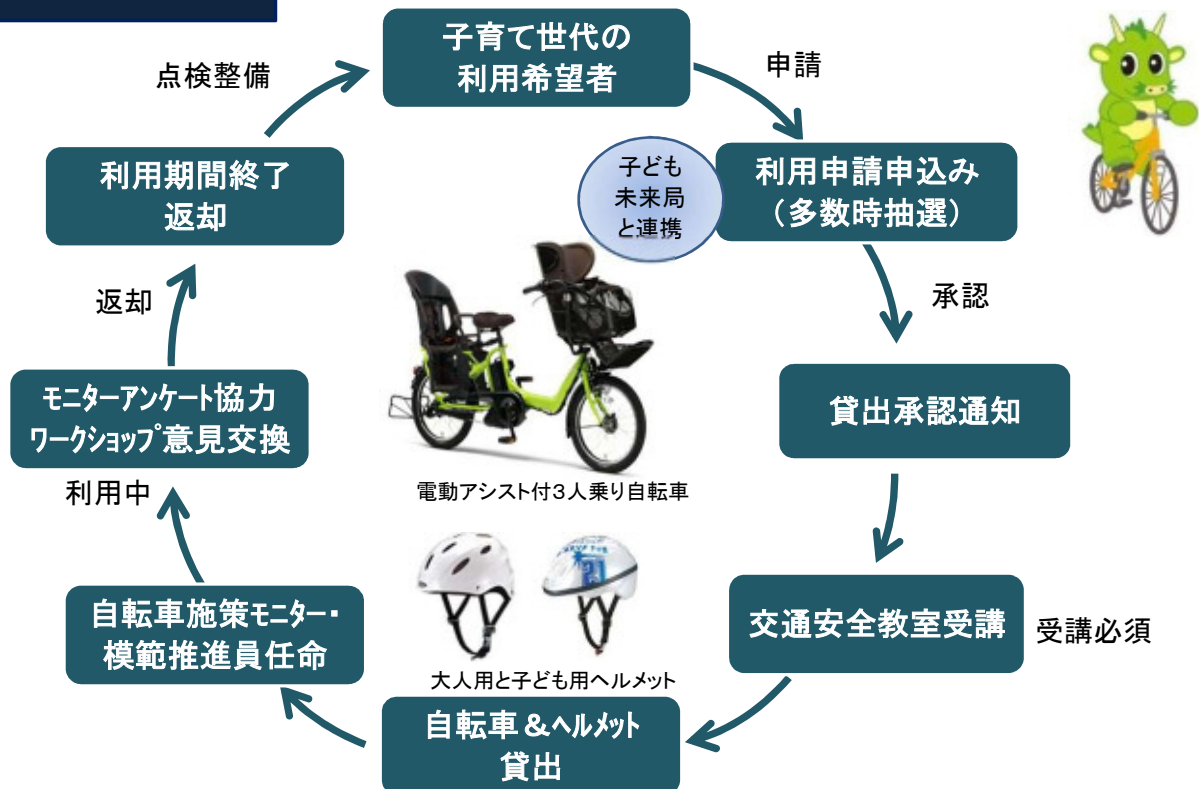 子育て世代の
利用希望者
申請
利用申請申込み
（多数時抽選）
子ども
未来局
と連携
承認
貸出承認通知
交通安全教室受講
受講必須
自転車＆ヘルメット
貸出
自転車施策モニター・
模範推進員任命
利用中
モニターアンケート協力
ワークショップ意見交換
返却
利用期間終了
返却
点検整備
電動アシスト付３人乗り自転車
大人用と子ども用ヘルメット